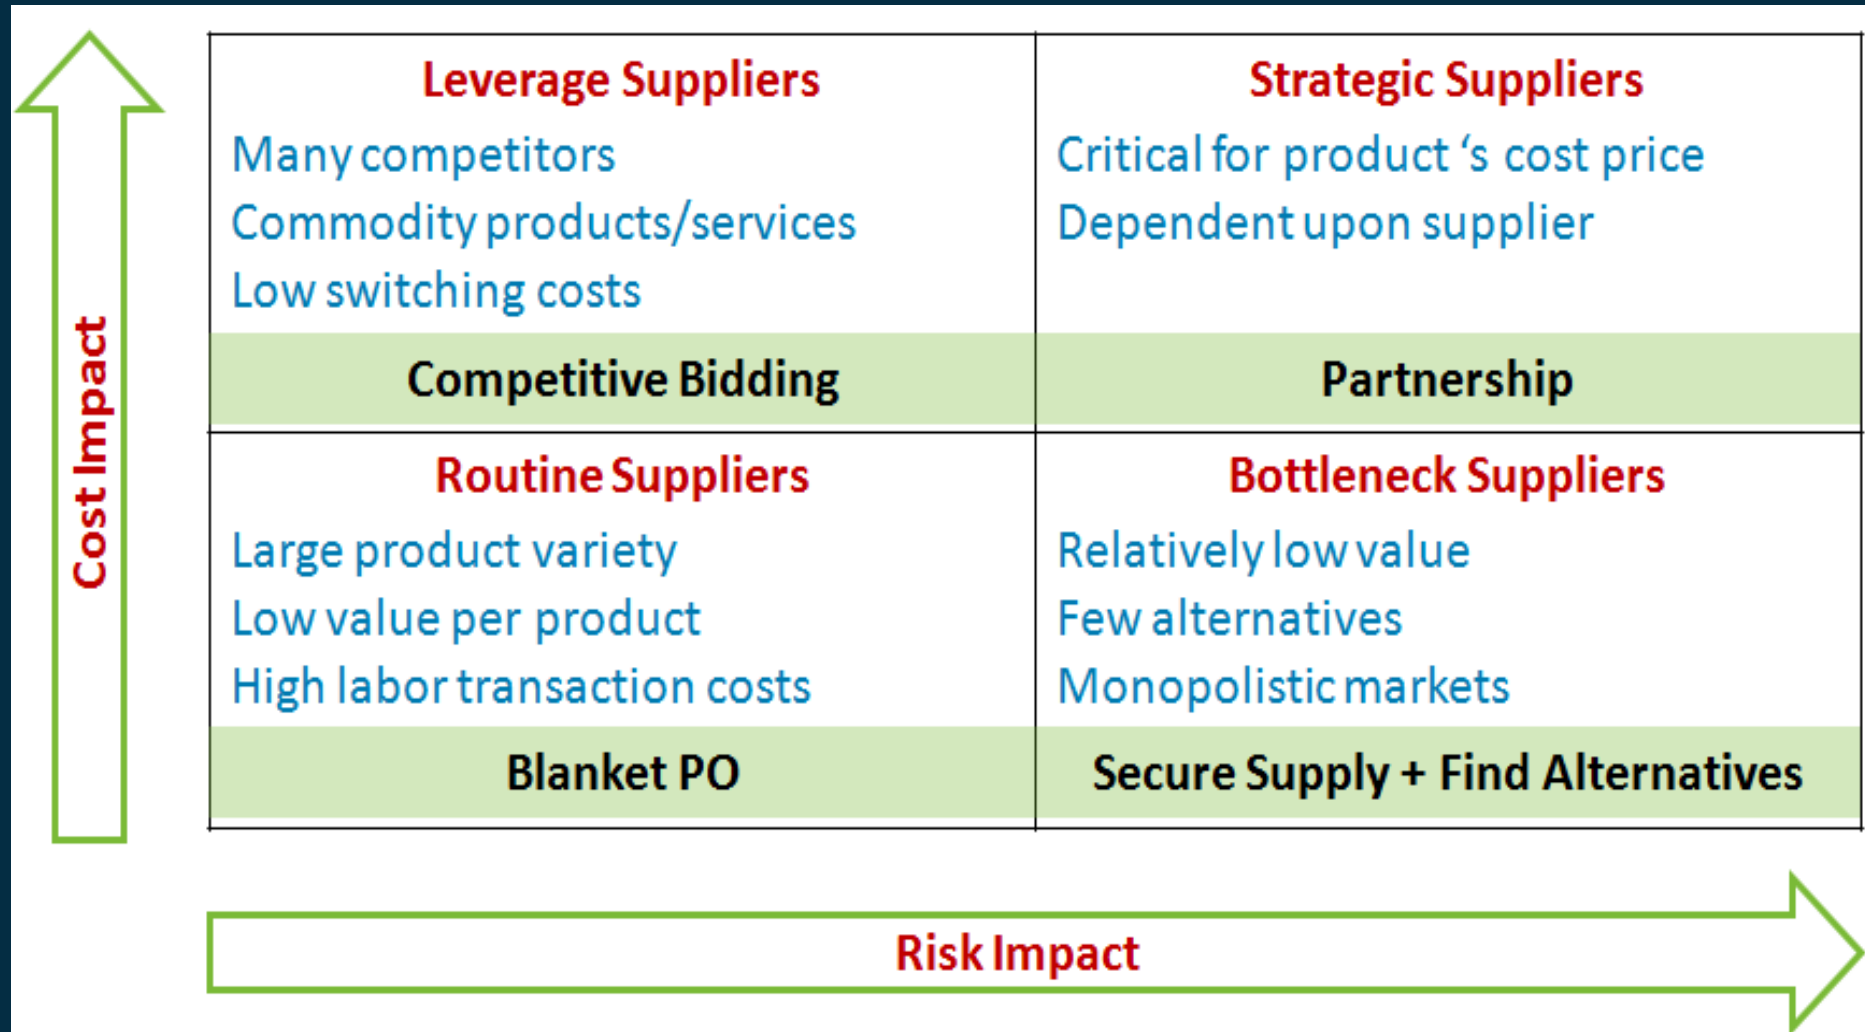 Leverage Suppliers
Many competitors
Commodity products/services
Low switching costs
Competitive Bidding
Strategic Suppliers
Critical for product ‘s cost price
Dependent upon supplier
Partnership
Routine Suppliers
Large product variety
Low value per product
High labor transaction costs
Blanket PO
Bottleneck Suppliers
Relatively low value
Few alternatives
Monopolistic markets
Secure Supply + Find Alternatives
Cost Impact
Risk Impact